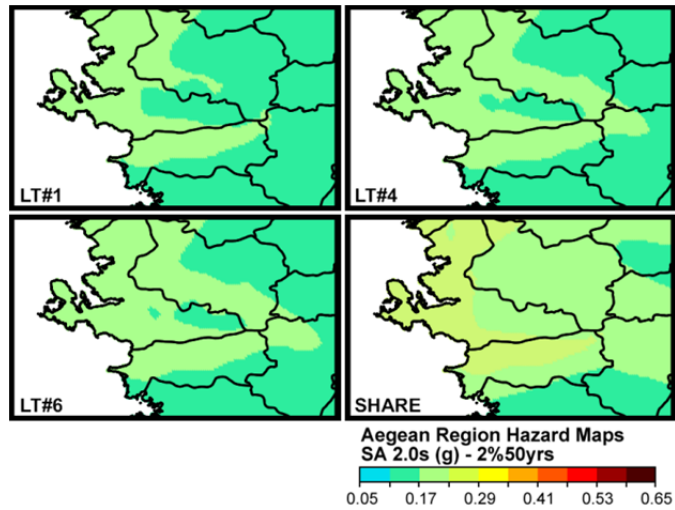 LT#1
LT#4
LT#6
SHARE
Aegean Region Hazard Maps
SA 2.0s (g) - 2%50yrs
0.05 0.17 0.29 0.41 0.53 0.65